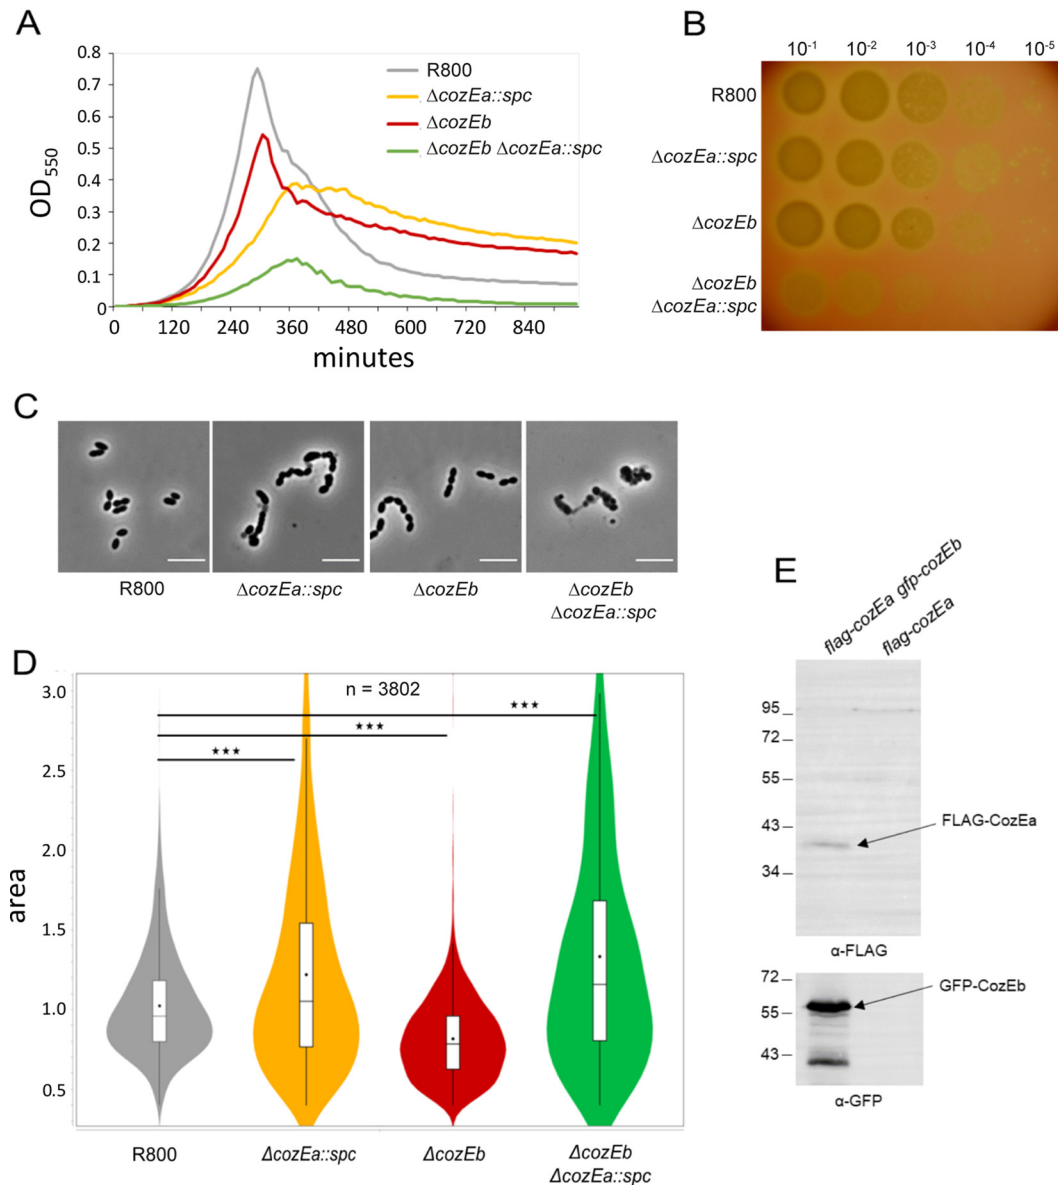 A
0.8
0.7
0.6
0.5
0.4
0.3
0.2
0.1
0
OD550
0 120 240 360 480 600 720 840
minutes
R800
ΔcozEa::spc
ΔcozEb
ΔcozEb ΔcozEa::spc
B
10-1 10-2 10-3 10-4 10-5
R800
ΔcozEa::spc
ΔcozEb
ΔcozEb
ΔcozEa::spc
C
R800
ΔcozEa::spc
ΔcozEb
ΔcozEb
ΔcozEa::spc
D
3.0
2.5
2.0
1.5
1.0
0.5
area
n = 3802
★★★
★★★
★★★
R800
ΔcozEa::spc
ΔcozEb
ΔcozEb
ΔcozEa::spc
E
flag-cozEa gfp-cozEb
flag-cozEa
95
72
55
43
34
FLAG-CozEa
α-FLAG
72
55
43
GFP-CozEb
α-GFP